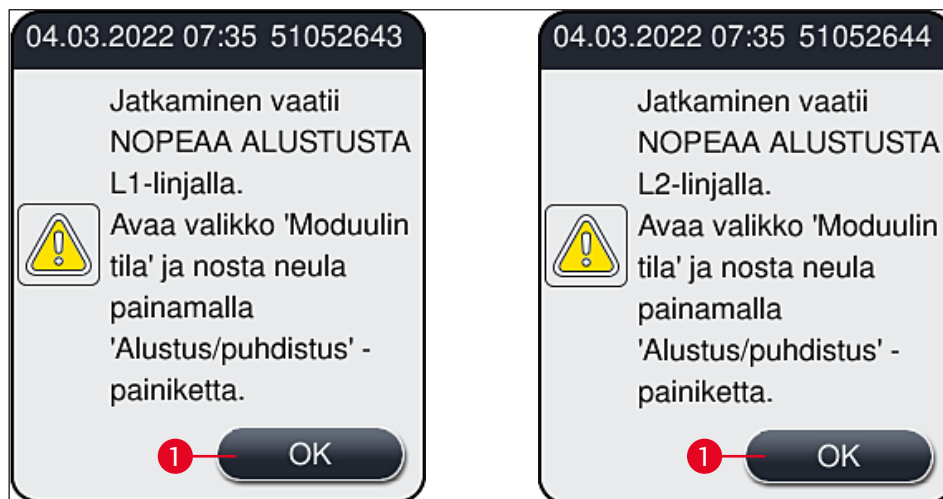 04.03.2022 07:35 51052643
Jatkaminen vaatii
NOPEAA ALUSTUSTA
L1-linjalla.
Avaa valikko 'Moduulin
tila' ja nosta neula
painamalla
'Alustus/puhdistus' -
painiketta.
1
OK
04.03.2022 07:35 51052644
Jatkaminen vaatii
NOPEAA ALUSTUSTA
L2-linjalla.
Avaa valikko 'Moduulin
tila' ja nosta neula
painamalla
'Alustus/puhdistus' -
painiketta.
1
OK